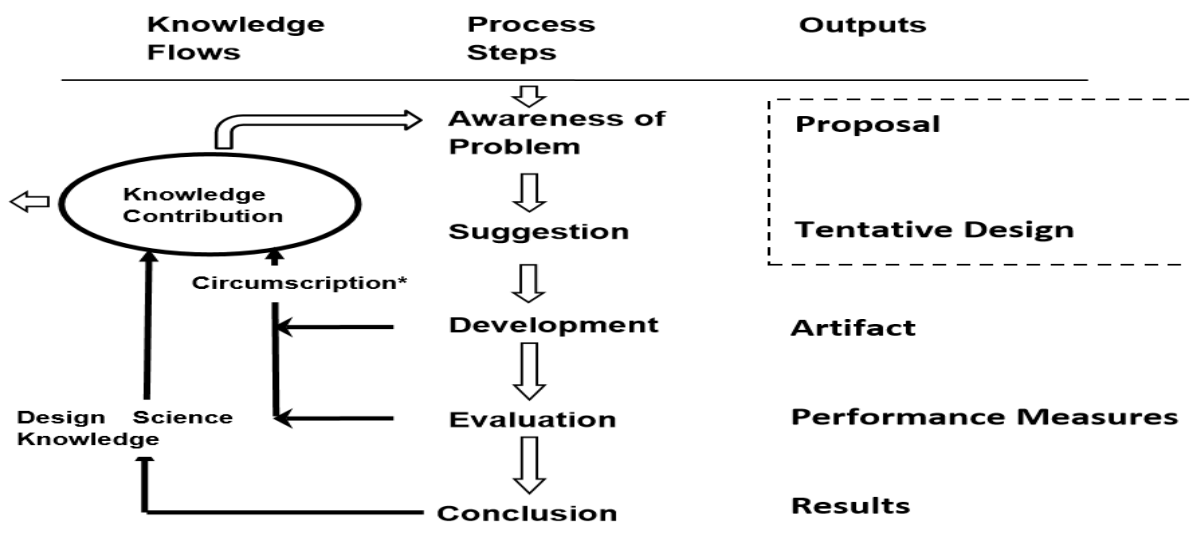 Knowledge
Flows
Process
Steps
Outputs
Awareness of
Problem
Proposal
Knowledge
Contribution
Suggestion
Tentative Design
Circumscription*
Development
Artifact
Design Science
Knowledge
Evaluation
Performance Measures
Conclusion
Results